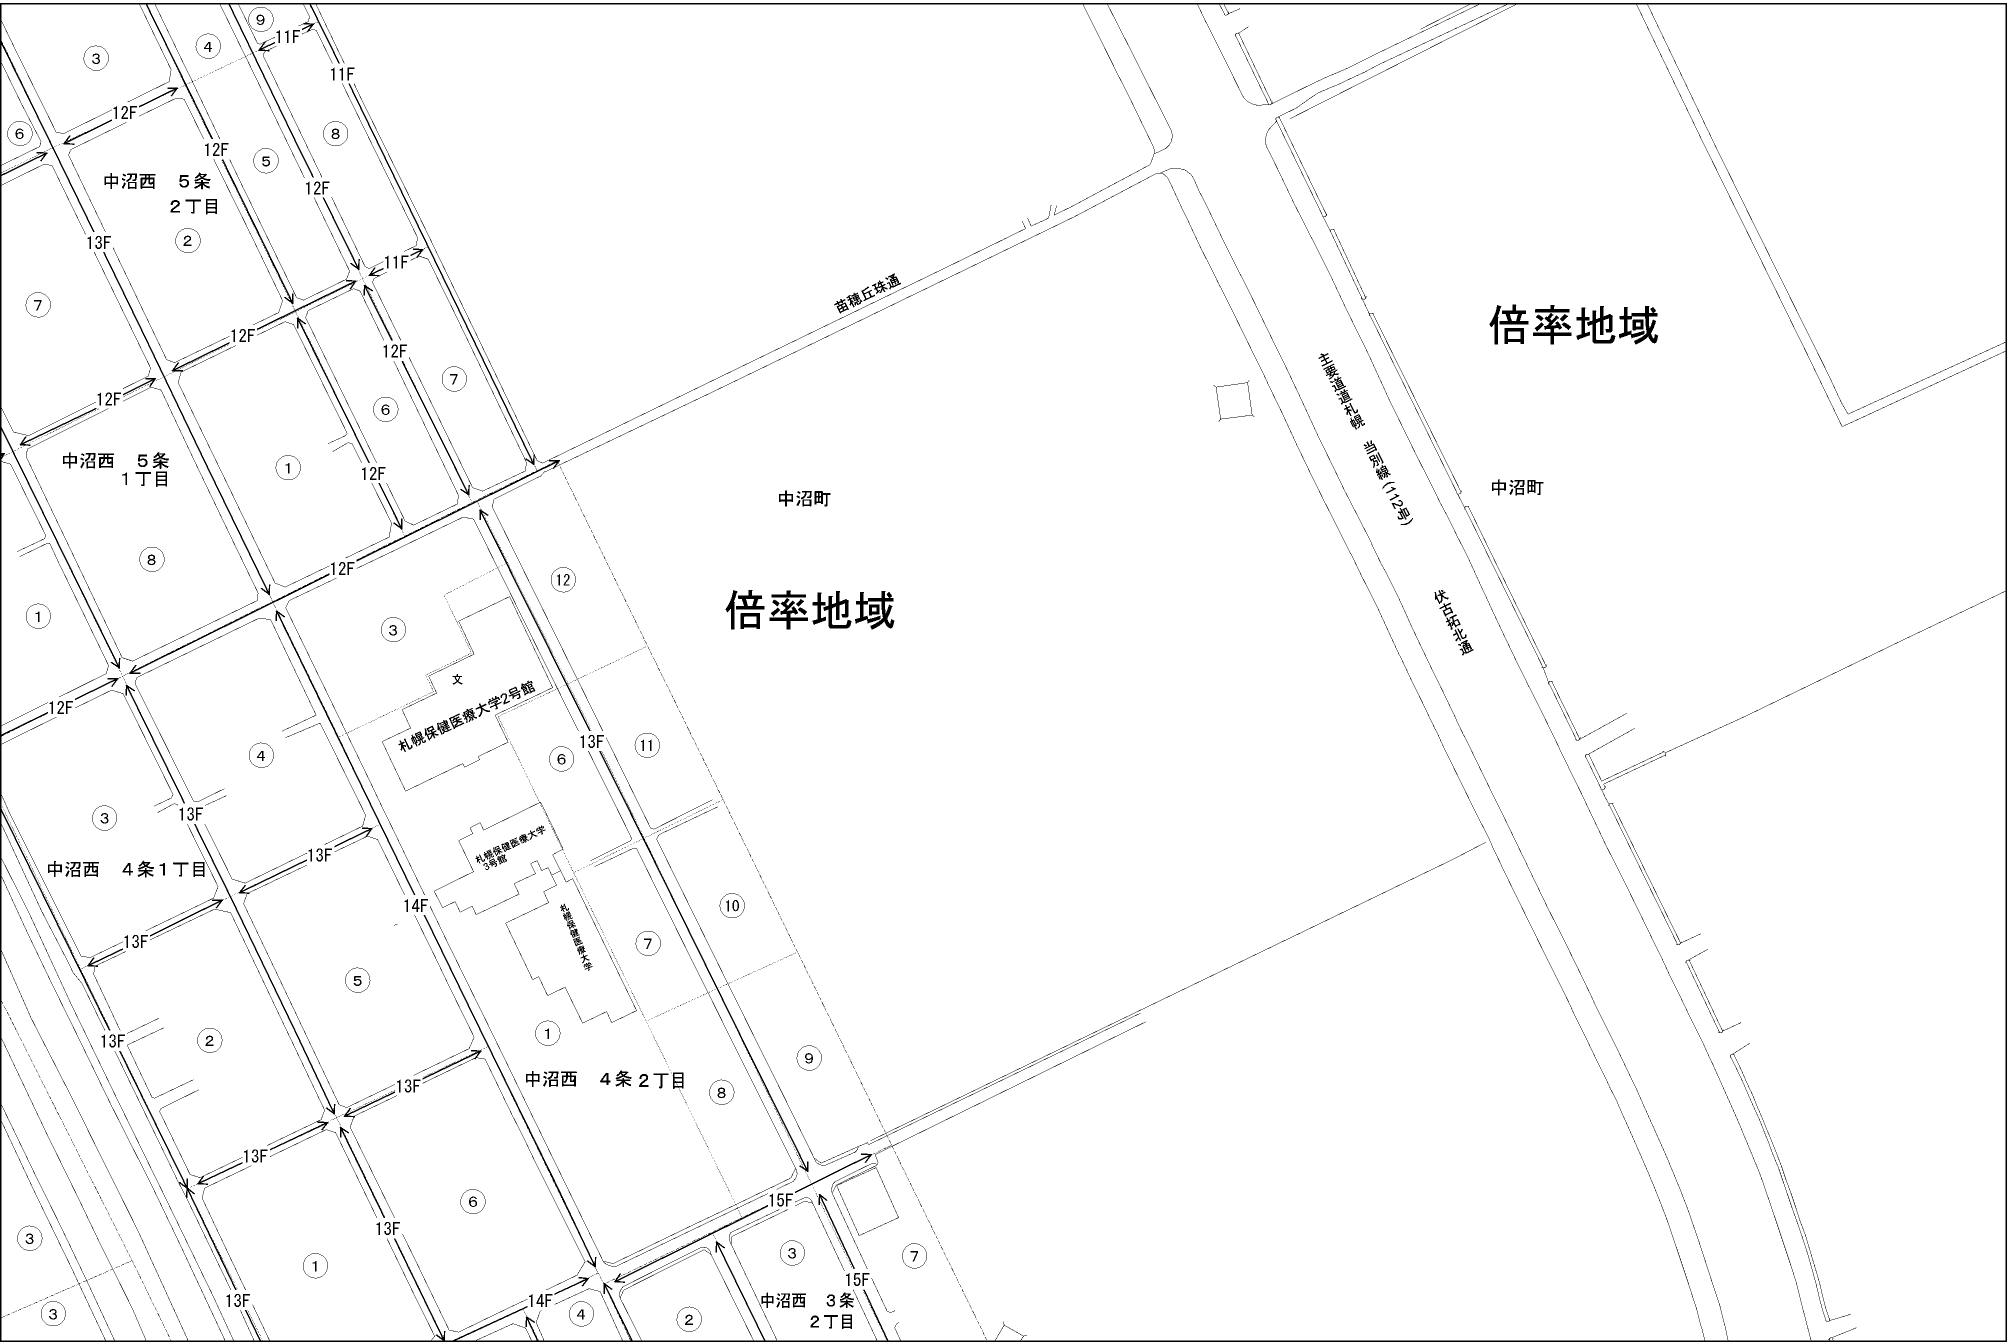 ⑨
11F
④
③
11F
12F
⑥
⑧
12F
⑤
中沼西　５条
２丁目
12F
②
13F
11F
苗穂丘珠通
⑦
倍率地域
12F
12F
主要道道札幌　当別線(112号)
⑦
12F
⑥
中沼西　５条
１丁目
①
12F
中沼町
中沼町
⑧
12F
⑫
倍率地域
伏古拓北通
①
③
文
札幌保健医療大学2号館
12F
13F
⑪
④
⑥
③
13F
札幌保健医療大学
3号館
13F
中沼西　４条１丁目
14F
⑩
札幌保健医療大学
13F
⑦
⑤
①
13F
②
⑨
中沼西　４条２丁目
13F
⑧
13F
15F
⑥
13F
③
③
⑦
①
15F
13F
14F
中沼西　３条
２丁目
③
④
②